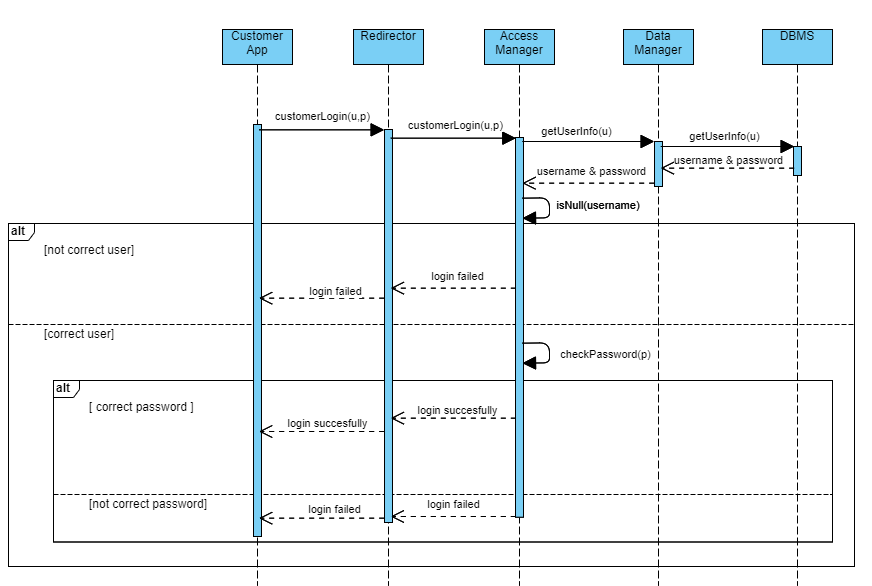 Customer
App
Redirector
Access
Manager
Data
Manager
DBMS
customerLogin(u,p)
customerLogin(u,p)
getUserInfo(u)
getUserInfo(u)
username & password
username & password
isNull(username)
alt
[not correct user]
login failed
login failed
[correct user]
checkPassword(p)
alt
[ correct password ]
login succesfully
login succesfully
[not correct password]
login failed
login failed